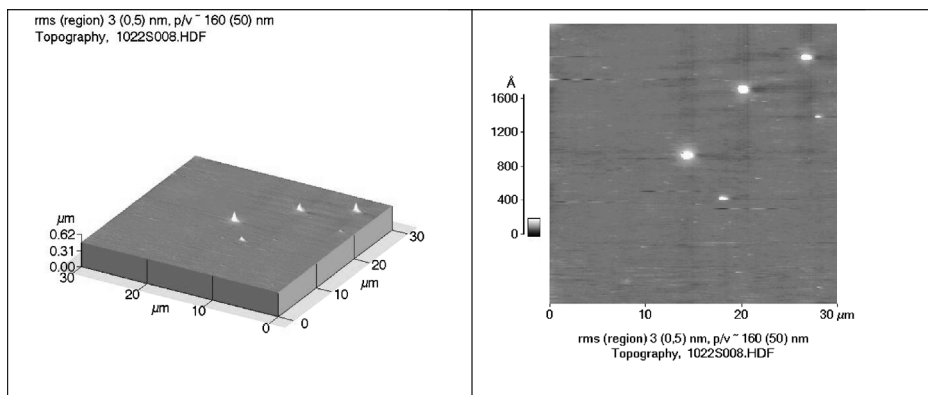 rms (region) 3 (0,5) nm, p/v ~ 160 (50) nm
Topography, 1022S008.HDF
µm
0.62
0.31
0.00
30
20
10
0
µm
0
10
20
30
µm
Å
1600
1200
800
400
0
0
10
20
30 µm
rms (region) 3 (0,5) nm, p/v ~ 160 (50) nm
Topography, 1022S008.HDF